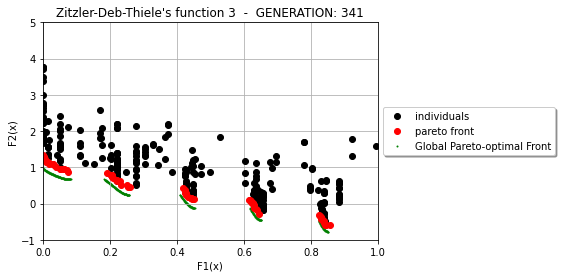 Zitzler-Deb-Thiele's function 3 - GENERATION: 341
5
4
3
2
1
0
−1
F2(x)
0.0 0.2 0.4 0.6 0.8 1.0
F1(x)
individuals
pareto front
Global Pareto-optimal Front